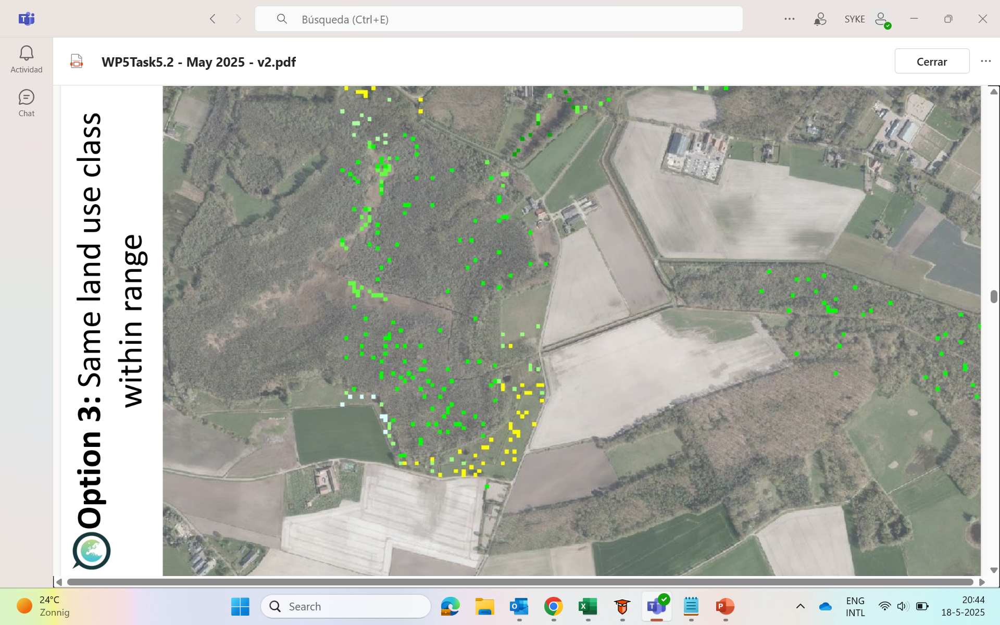 Búsqueda (Ctrl+E)
SYKE
Actividad
Chat
WP5Task5.2 - May 2025 - v2.pdf
Cerrar
Option 3: Same land use class
within range
24°C
Zonnig
Search
ENG
INTL
20:44
18-5-2025